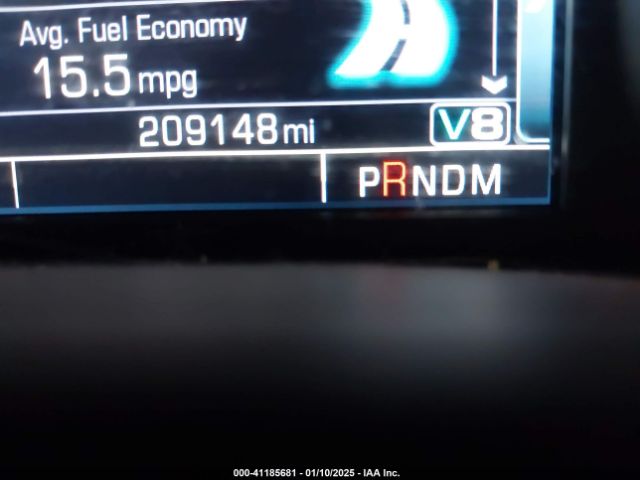 Avg. Fuel Economy
15.5 mpg
209148 mi V8
PRNDM
000-41185681 - 01/10/2025 - IAA Inc.